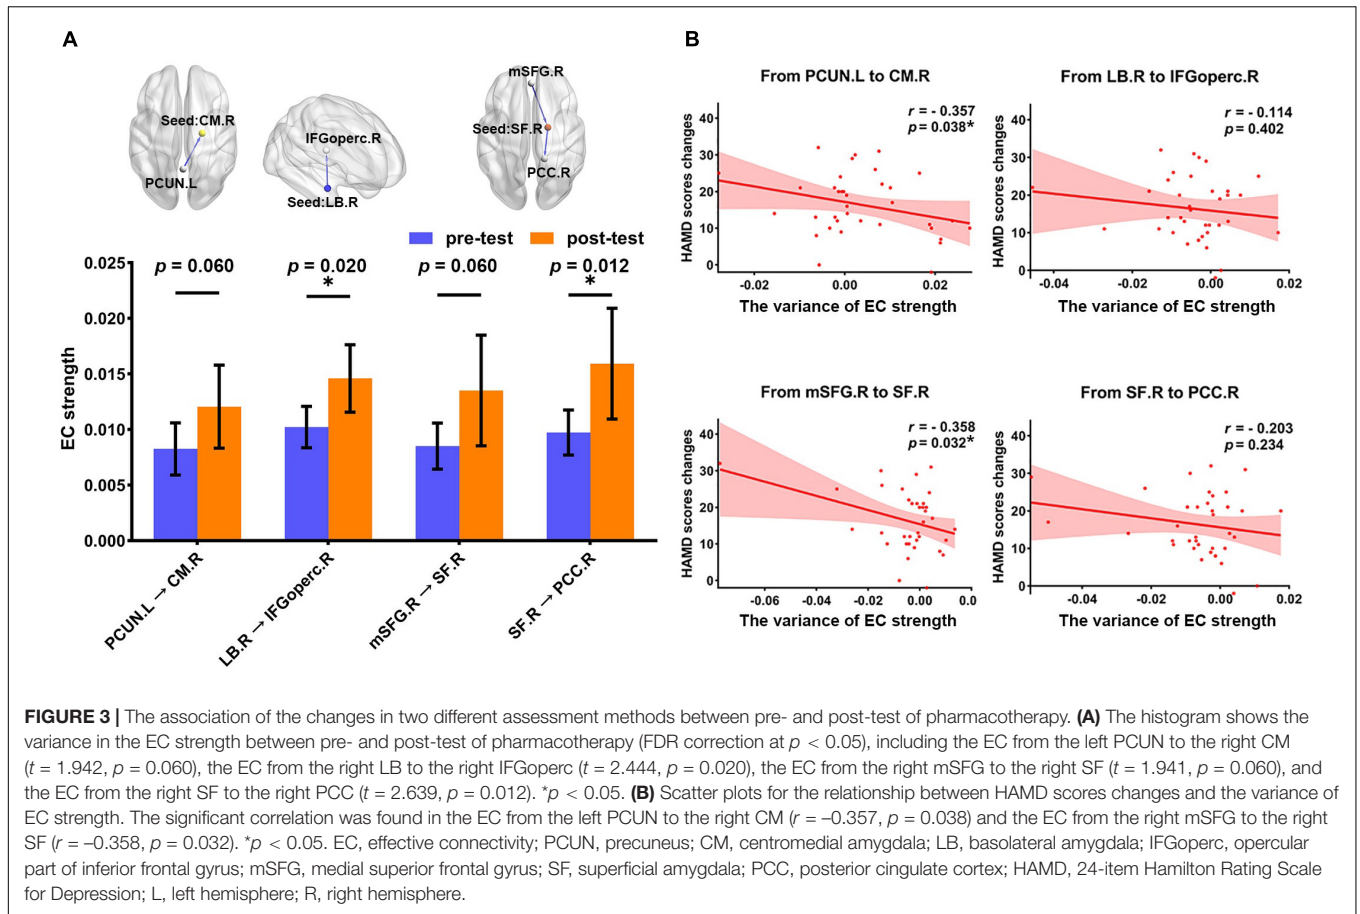 A
mSFG.R
Seed:CM.R
IFGoperc.R
Seed:SF.R
PCUN.L
PCC.R
Seed:LB.R
pre-test
post-test
p = 0.060
p = 0.020
p = 0.060
p = 0.012
*
*
EC strength
0.025
0.020
0.015
0.010
0.005
0.000
PCUN.L → CM.R
LB.R → IFGoperc.R
mSFG.R → SF.R
SF.R → PCC.R
B
From PCUN.L to CM.R
r = - 0.357
p = 0.038*
HAMD scores changes
40
30
20
10
0
-0.02
0.00
0.02
The variance of EC strength
From LB.R to IFGoperc.R
r = - 0.114
p = 0.402
HAMD scores changes
40
30
20
10
0
-0.04
-0.02
0.00
0.02
The variance of EC strength
From mSFG.R to SF.R
r = - 0.358
p = 0.032*
HAMD scores changes
40
30
20
10
0
-0.06
-0.04
-0.02
0.00
0.0
The variance of EC strength
From SF.R to PCC.R
r = - 0.203
p = 0.234
HAMD scores changes
40
30
20
10
0
-0.04
-0.02
0.00
0.02
The variance of EC strength
FIGURE 3 | The association of the changes in two different assessment methods between pre- and post-test of pharmacotherapy. (A) The histogram shows the
variance in the EC strength between pre- and post-test of pharmacotherapy (FDR correction at p < 0.05), including the EC from the left PCUN to the right CM
(t = 1.942, p = 0.060), the EC from the right LB to the right IFGoperc (t = 2.444, p = 0.020), the EC from the right mSFG to the right SF (t = 1.941, p = 0.060), and
the EC from the right SF to the right PCC (t = 2.639, p = 0.012). *p < 0.05. (B) Scatter plots for the relationship between HAMD scores changes and the variance of
EC strength. The significant correlation was found in the EC from the left PCUN to the right CM (r = –0.357, p = 0.038) and the EC from the right mSFG to the right
SF (r = –0.358, p = 0.032). *p < 0.05. EC, effective connectivity; PCUN, precuneus; CM, centromedial amygdala; LB, basolateral amygdala; IFGoperc, opercular
part of inferior frontal gyrus; mSFG, medial superior frontal gyrus; SF, superficial amygdala; PCC, posterior cingulate cortex; HAMD, 24-item Hamilton Rating Scale
for Depression; L, left hemisphere; R, right hemisphere.